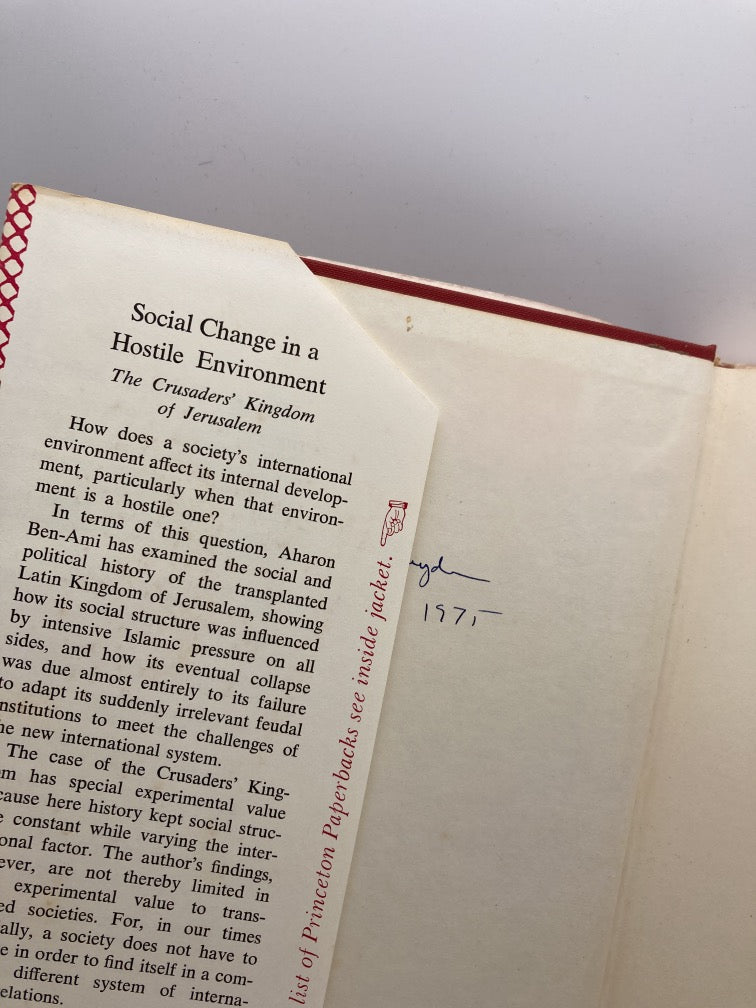 Social Change in a
Hostile Environment
The Crusaders' Kingdom
of Jerusalem
How does a society's international
environment affect its internal develop-
ment, particularly when that environ-
ment is a hostile one?
In terms of this question, Aharon
Ben-Ami has examined the social and
political history of the transplanted
Latin Kingdom of Jerusalem, showing
how its social structure was influenced
by intensive Islamic pressure on all
sides, and how its eventual collapse
was due almost entirely to its failure
to adapt its suddenly irrelevant feudal
nstitutions to meet the challenges of
he new international system.
The case of the Crusaders' King-
m has special experimental value
cause here history kept social struc-
e constant while varying the inter-
onal factor. The author's findings,
ever, are not thereby limited in
experimental value to trans-
ed societies. For, in our times
ally, a society does not have to
e in order to find itself in a com-
different system of interna-
elations.
list of Princeton Paperbacks see inside jacket.